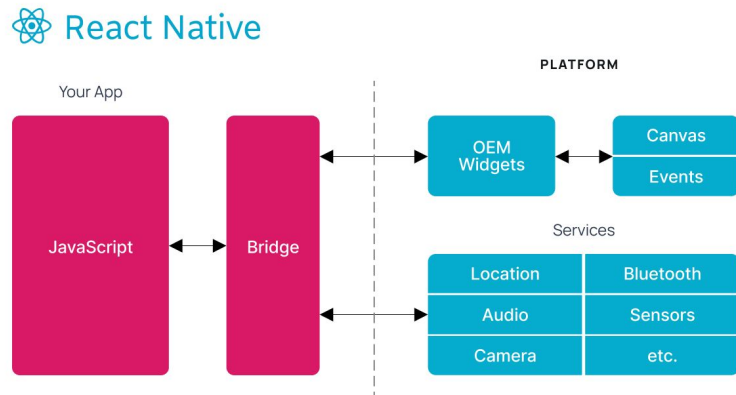 React Native
PLATFORM
Your App
JavaScript
Bridge
OEM
Widgets
Canvas
Events
Services
Location
Bluetooth
Audio
Sensors
Camera
etc.